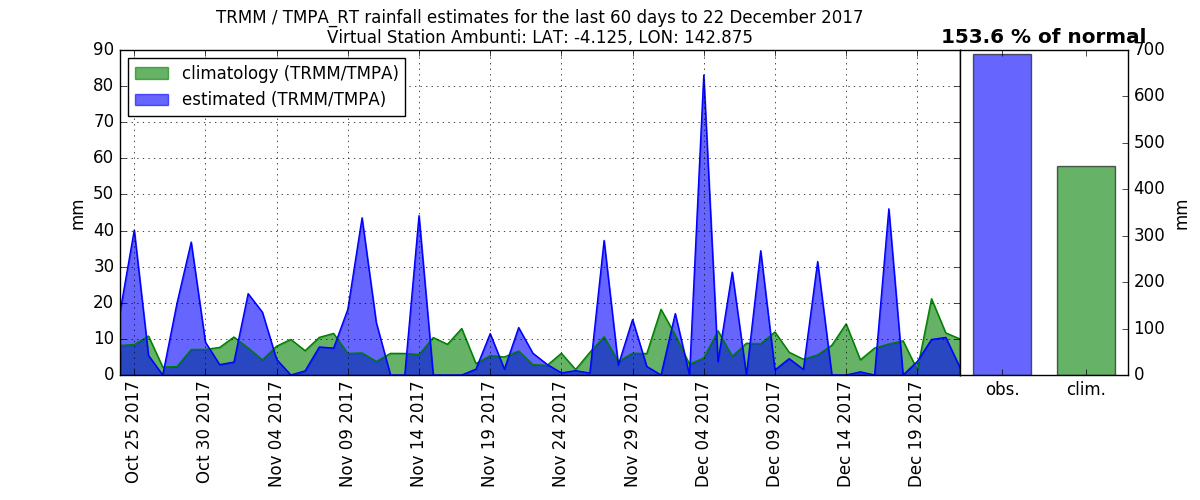 TRMM / TMPA_RT rainfall estimates for the last 60 days to 22 December 2017
Virtual Station Ambunti: LAT: -4.125, LON: 142.875
153.6 % of normal
climatology (TRMM/TMPA)
estimated (TRMM/TMPA)
mm
90
80
70
60
50
40
30
20
10
0
Oct 25 2017
Oct 30 2017
Nov 04 2017
Nov 09 2017
Nov 14 2017
Nov 19 2017
Nov 24 2017
Nov 29 2017
Dec 04 2017
Dec 09 2017
Dec 14 2017
Dec 19 2017
700
600
500
400
300
200
100
0
mm
obs.
clim.